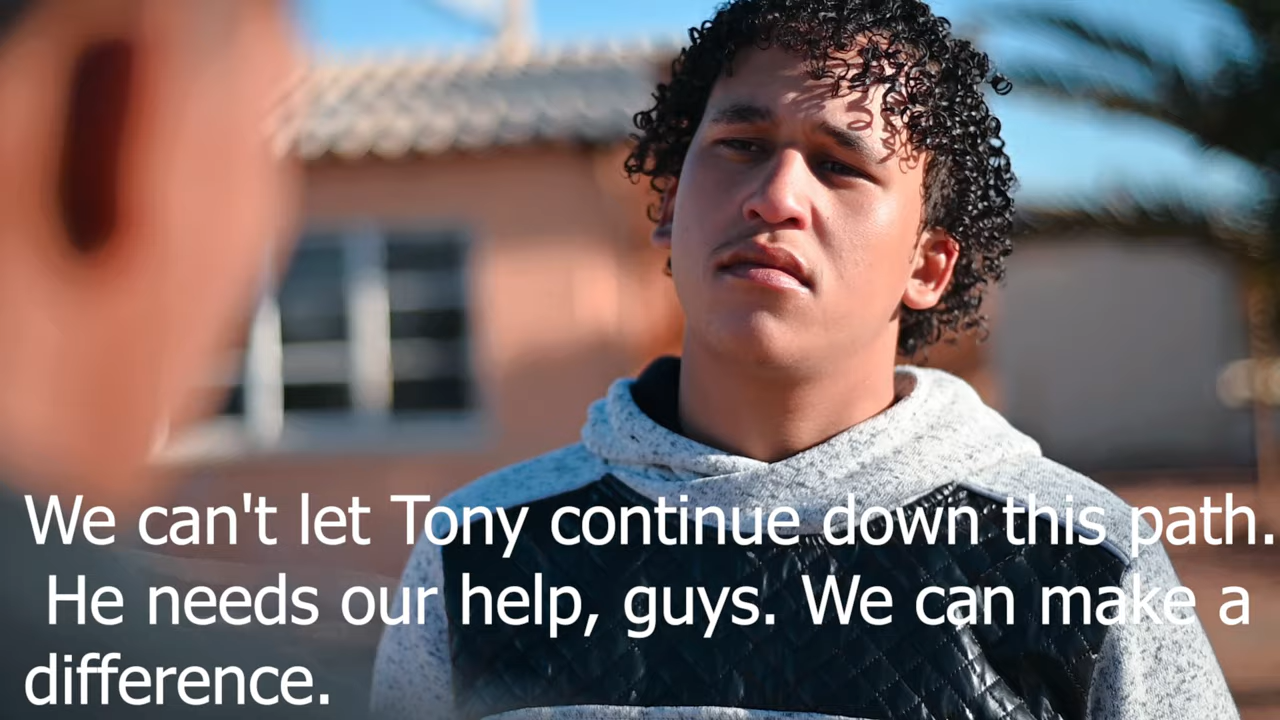 We can't let Tony continue down this path.
He needs our help, guys. We can make a
difference.